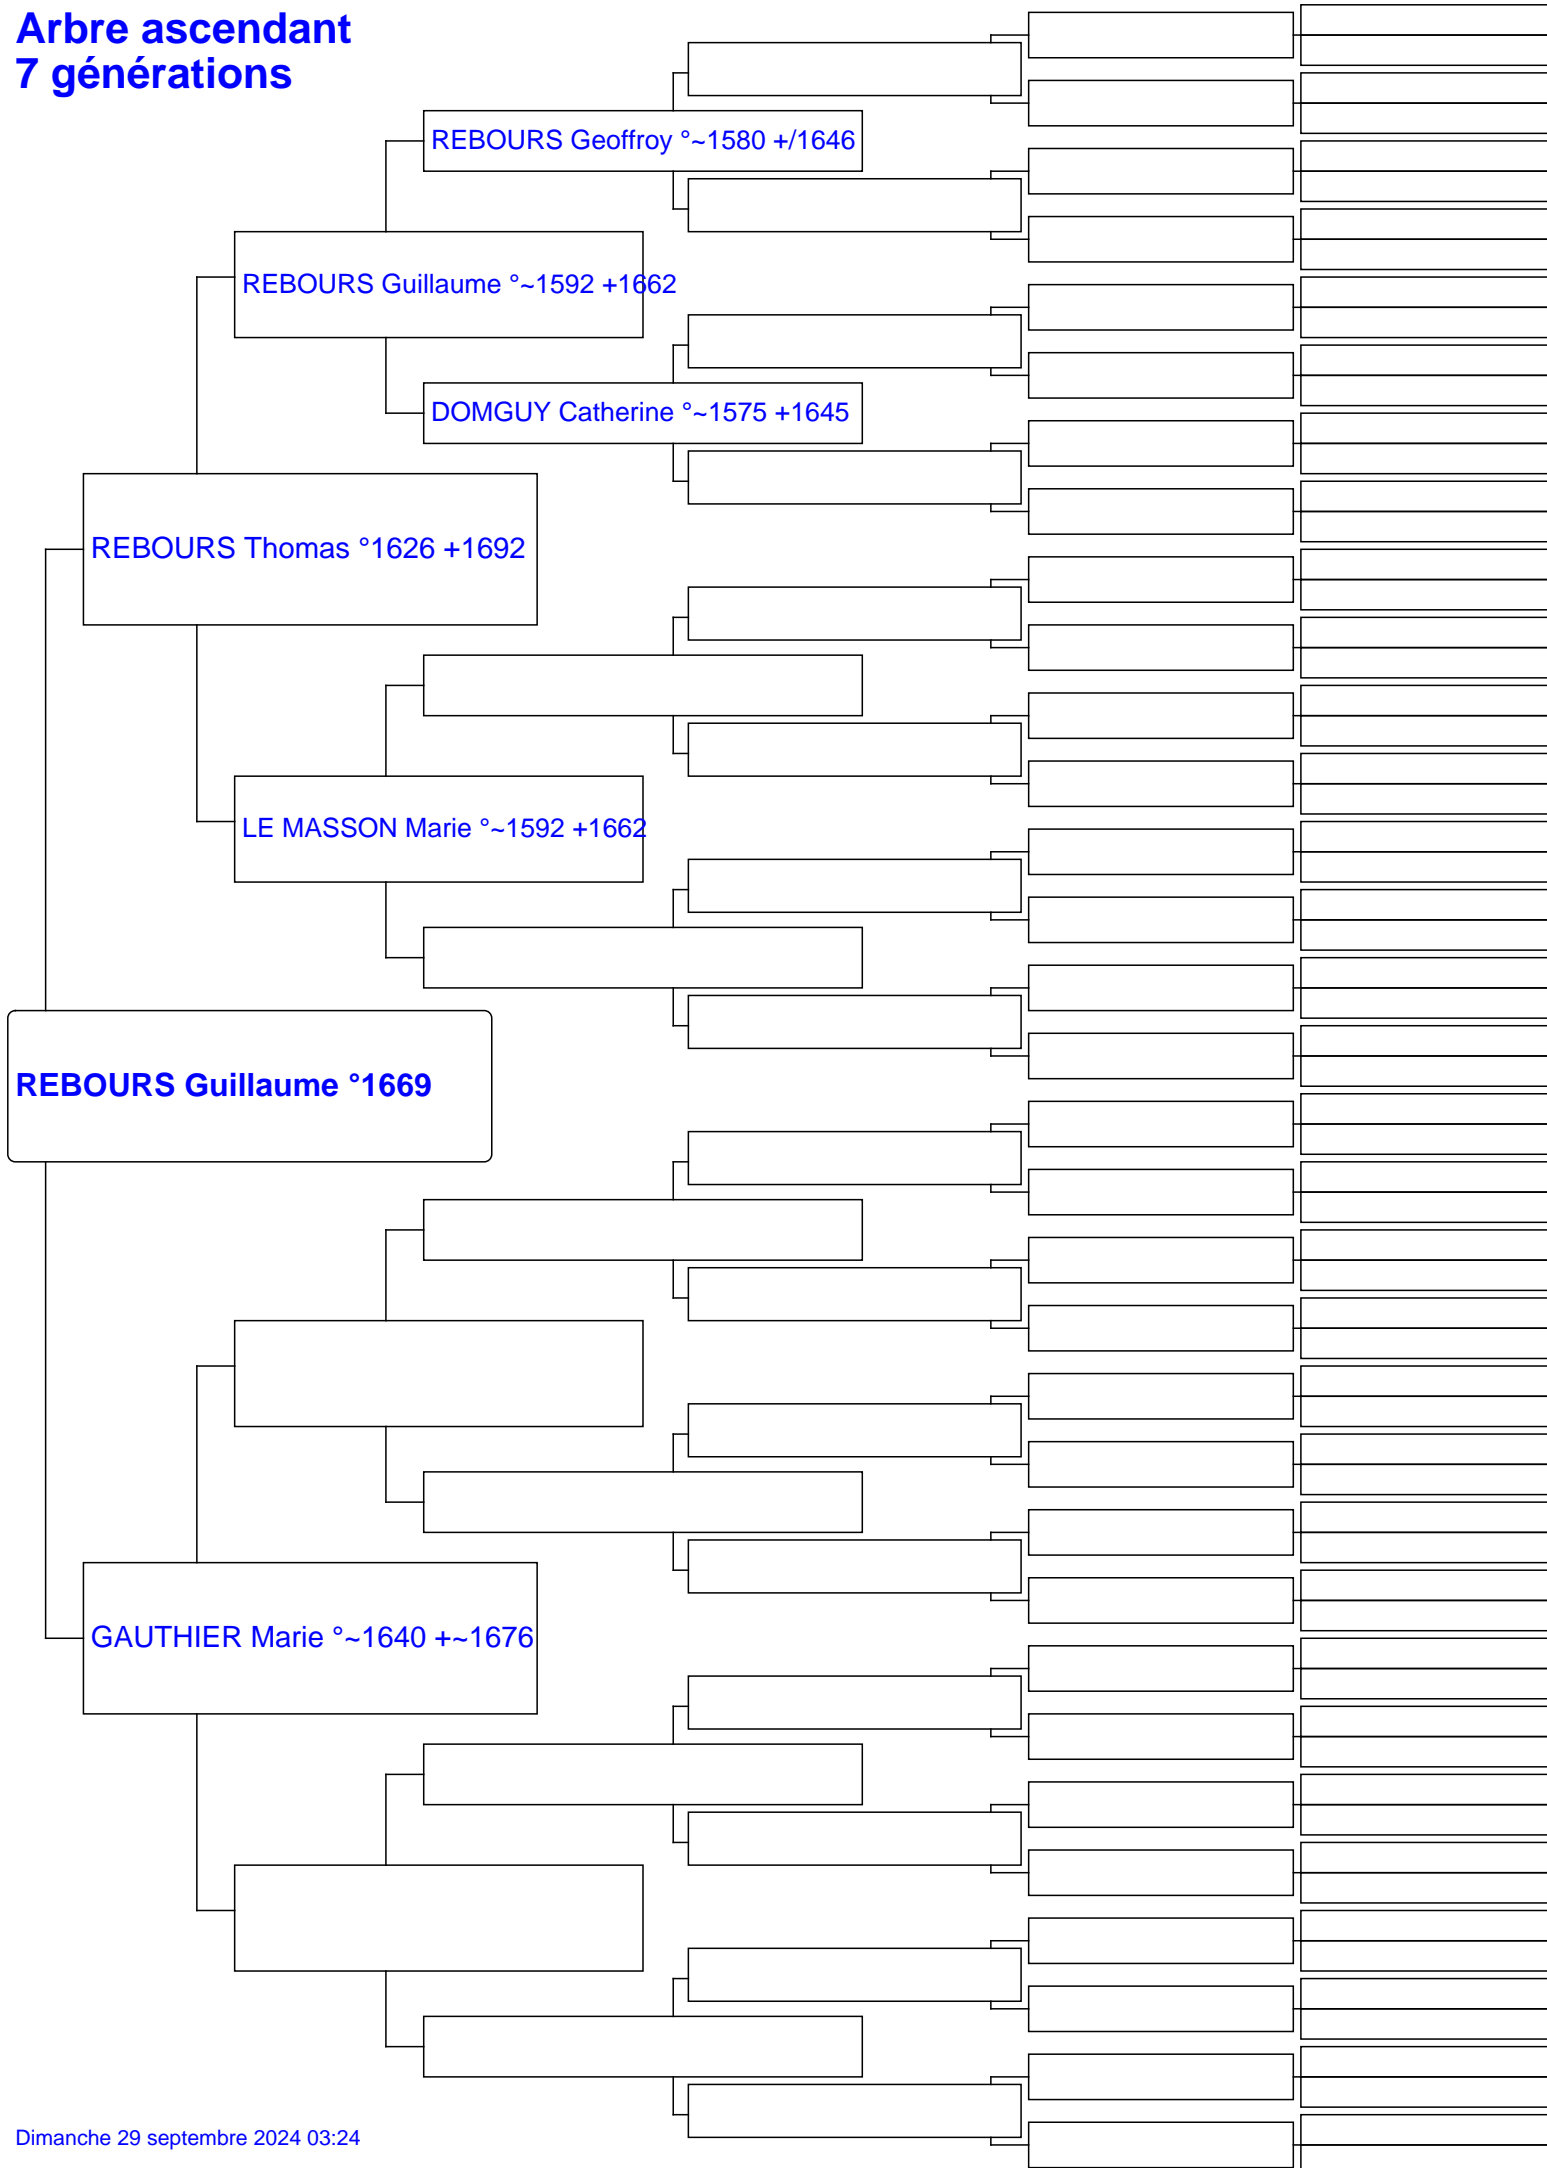 Arbre ascendant
7 générations
REBOURS Geoffroy °~1580 +/1646
REBOURS Guillaume °~1592 +1662
DOMGUY Catherine °~1575 +1645
REBOURS Thomas °1626 +1692
LE MASSON Marie °~1592 +1662
REBOURS Guillaume °1669
GAUTHIER Marie °~1640 +~1676
Dimanche 29 septembre 2024 03:24